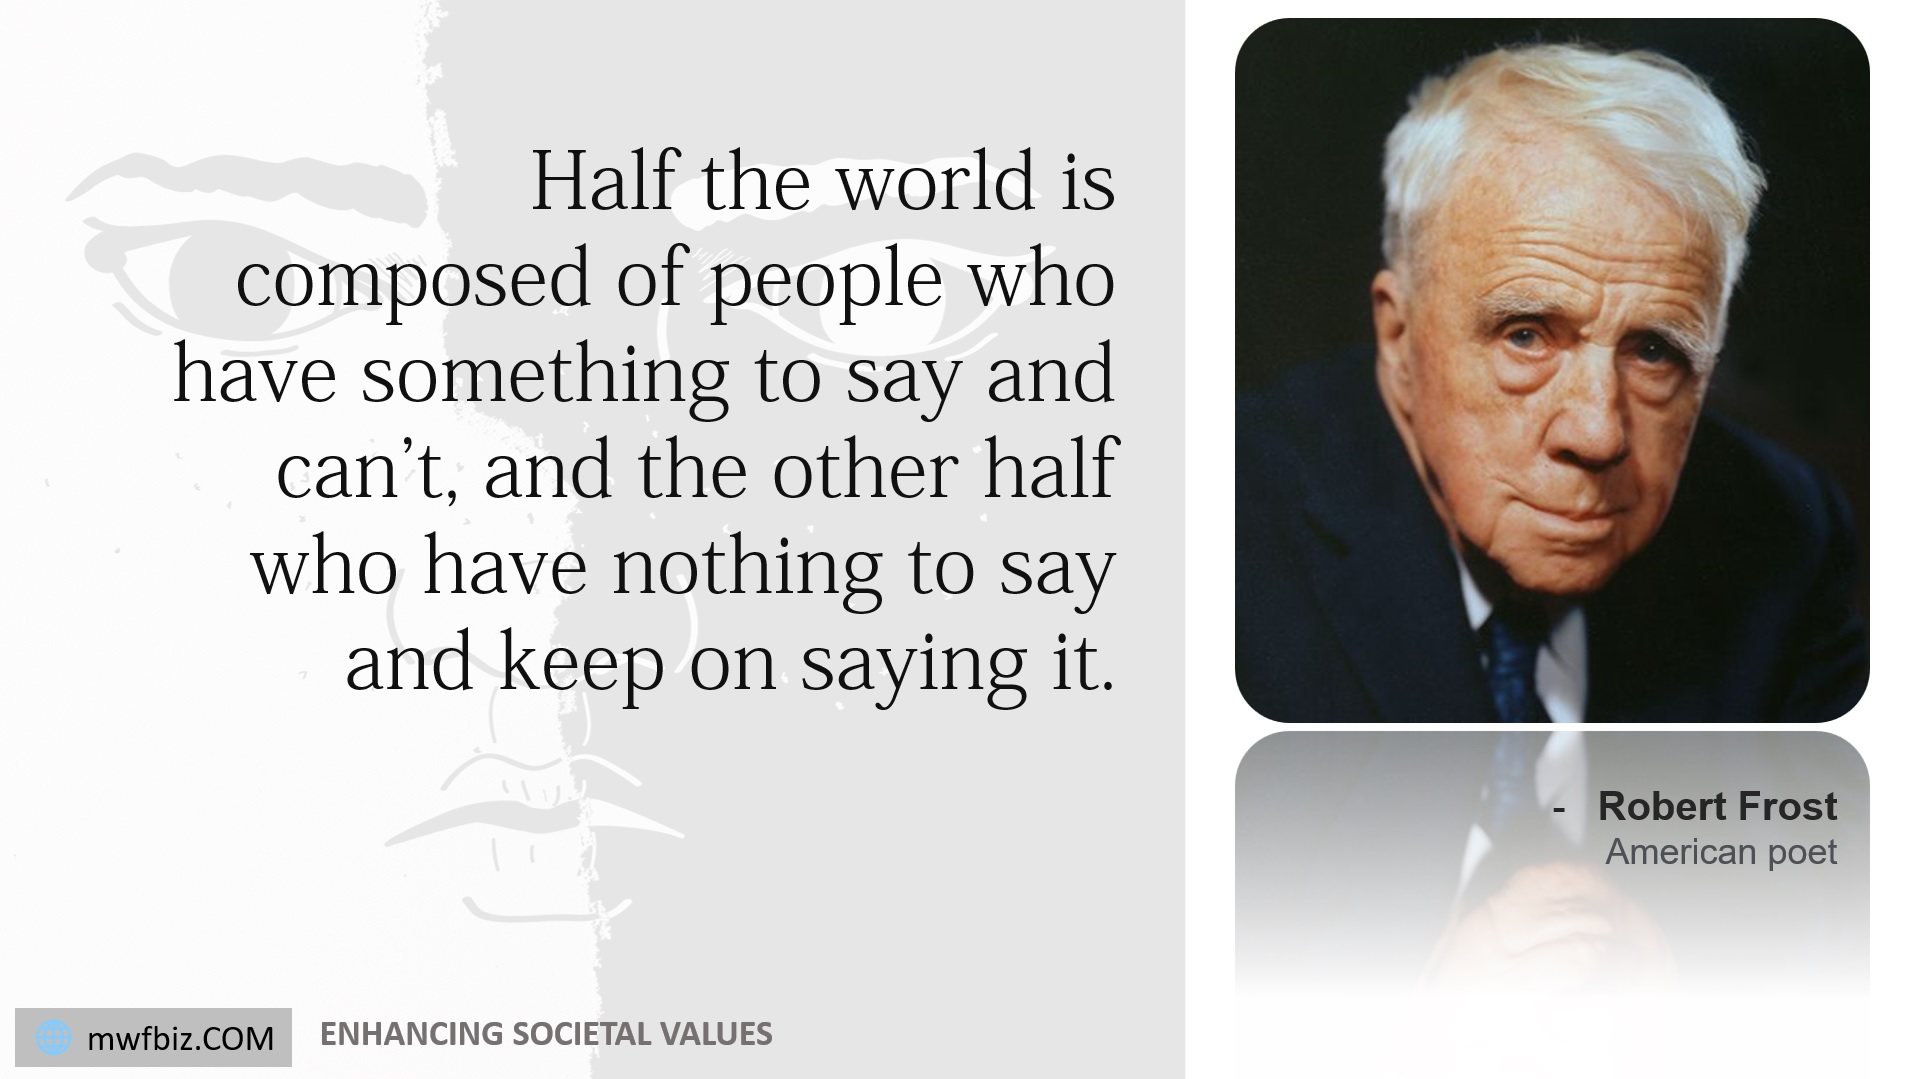 Half the world is
composed of people who
have something to say and
can’t, and the other half
who have nothing to say
and keep on saying it.
- Robert Frost
American poet
mwfbiz.COM
ENHANCING SOCIETAL VALUES